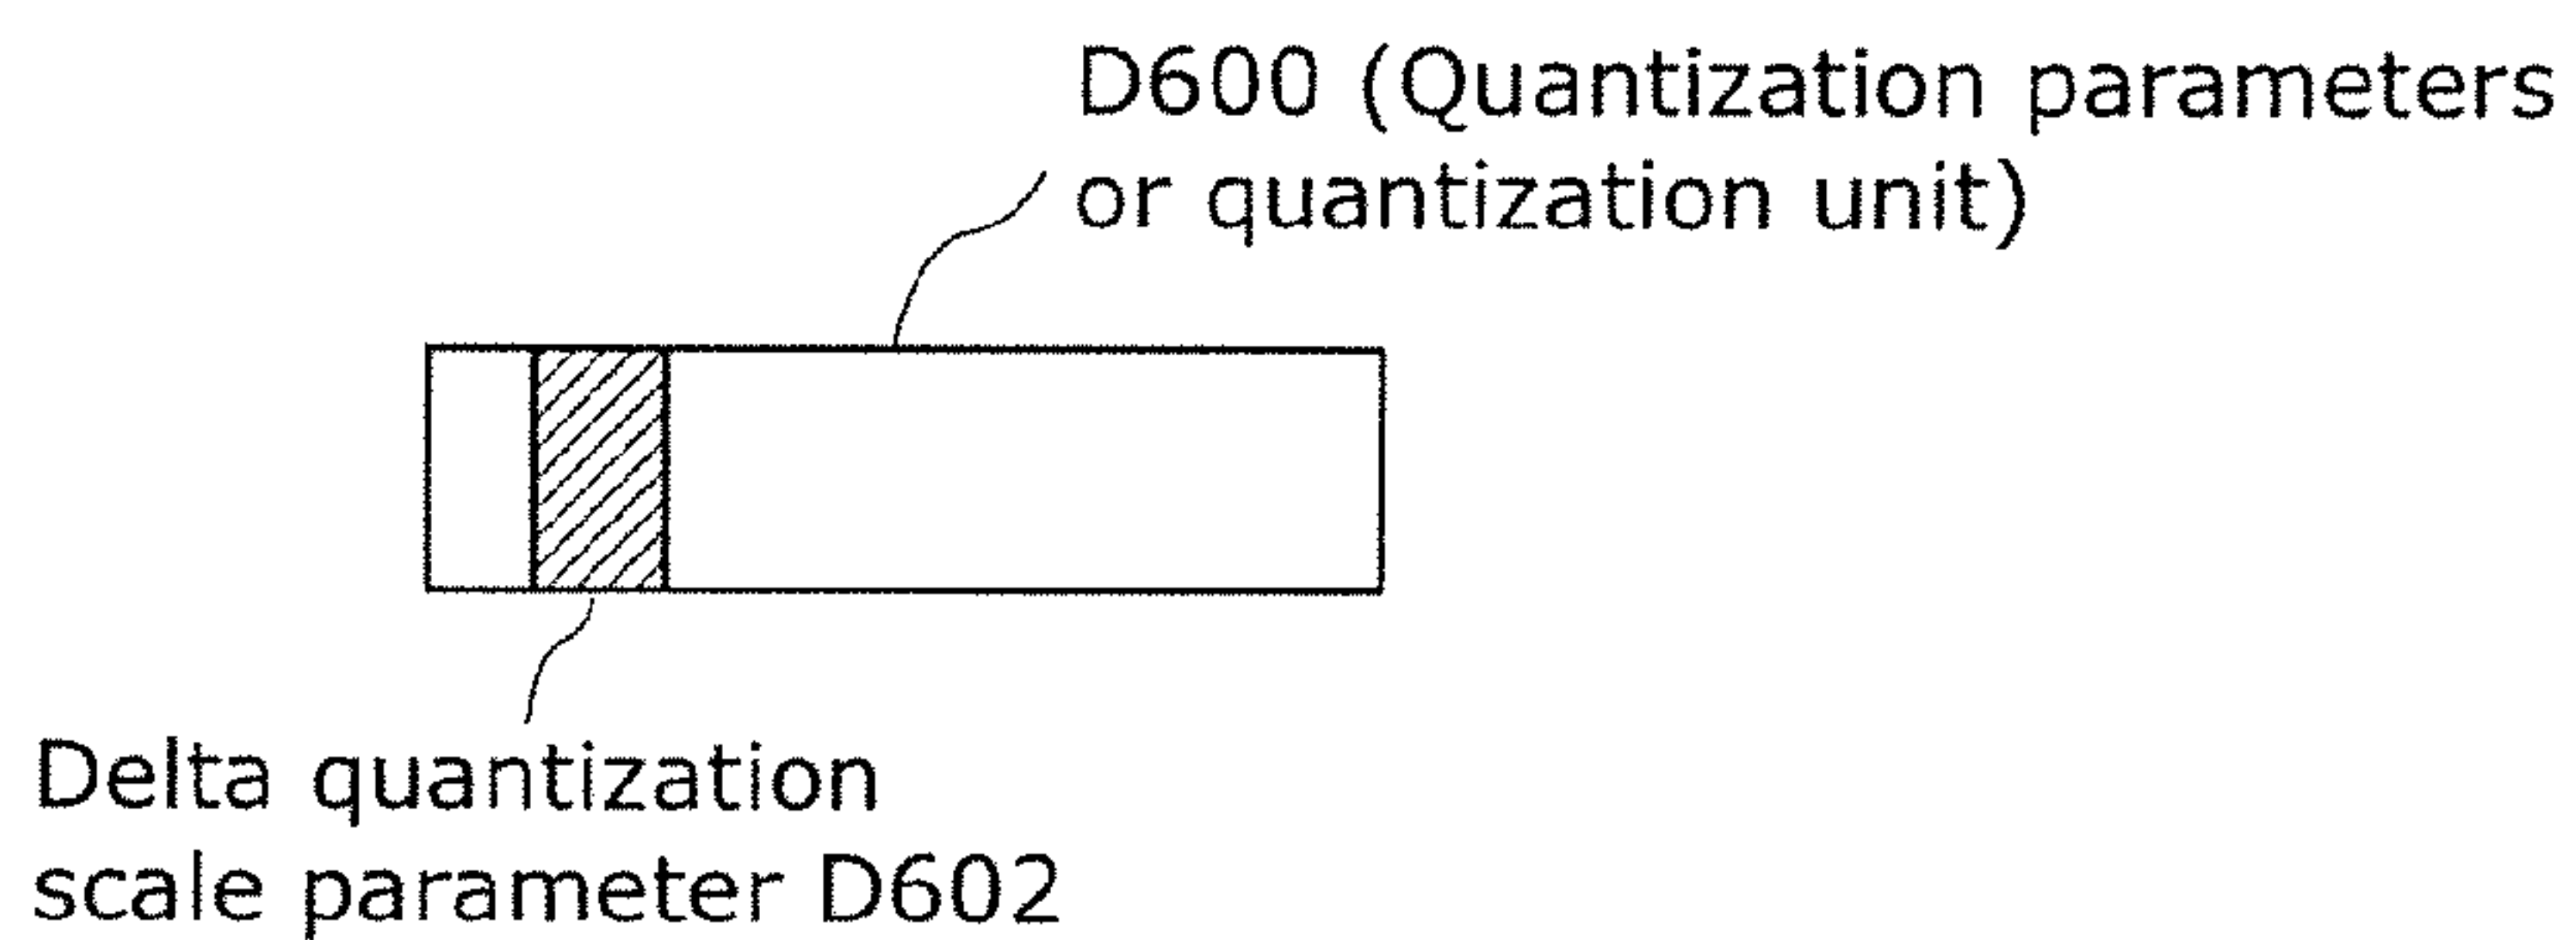 D600 (Quantization parameters
or quantization unit)
Delta quantization
scale parameter D602